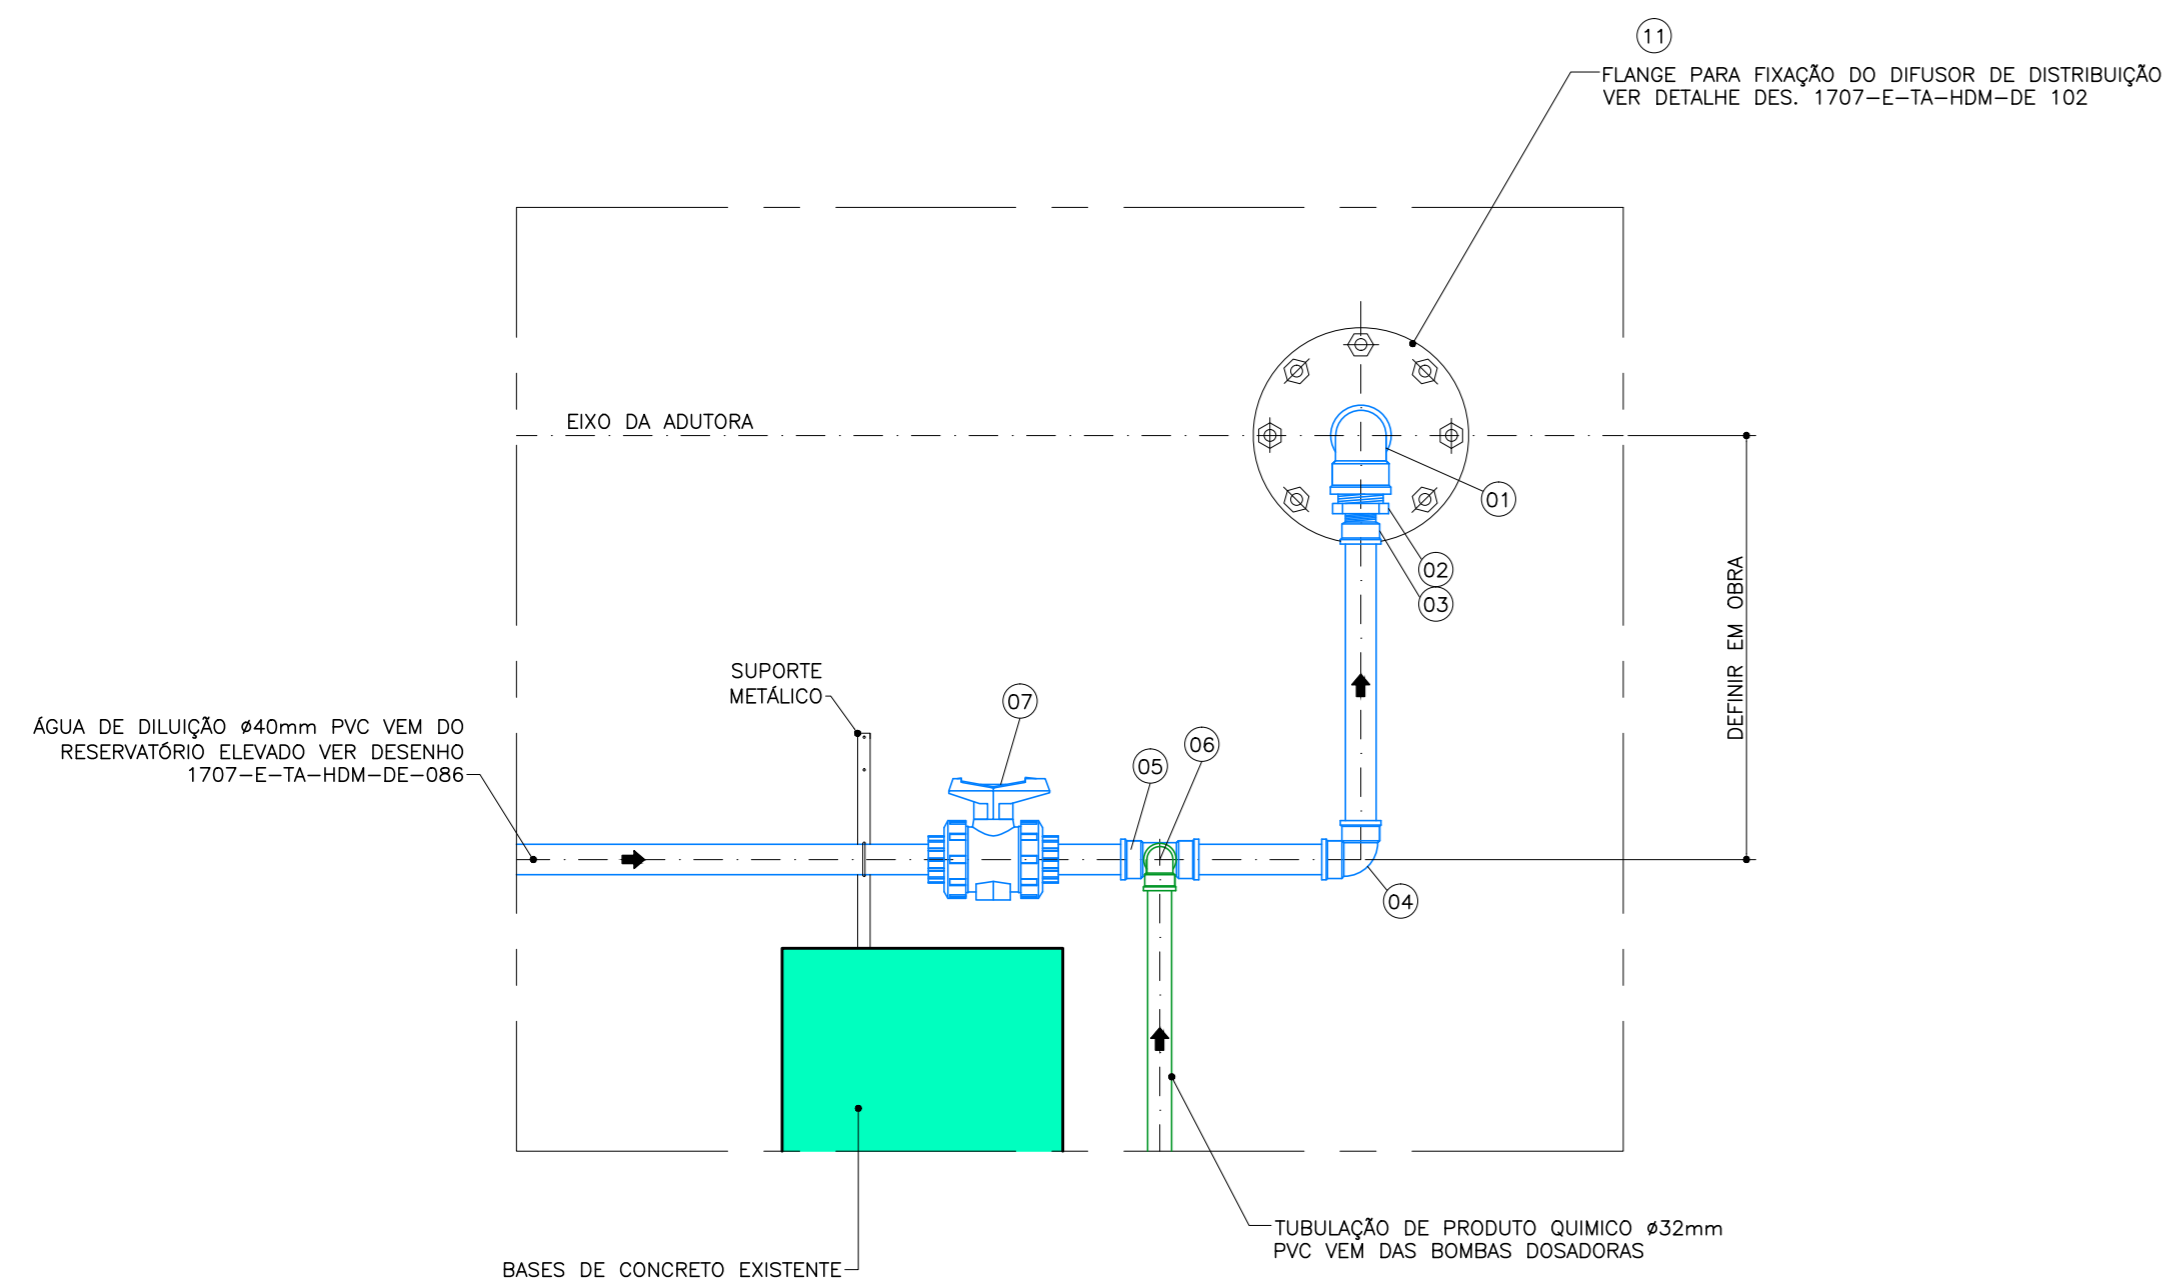 11
FLANGE PARA FIXAÇÃO DO DIFUSOR DE DISTRIBUIÇÃO
VER DETALHE DES. 1707-E-TA-HDM-DE 102
EIXO DA ADUTORA
01
02
03
DEFINIR EM OBRA
SUPORTE
METÁLICO
07
06
05
ÁGUA DE DILUIÇÃO ø40mm PVC VEM DO
RESERVATÓRIO ELEVADO VER DESENHO
1707-E-TA-HDM-DE-086
04
TUBULAÇÃO DE PRODUTO QUIMICO ø32mm
PVC VEM DAS BOMBAS DOSADORAS
BASES DE CONCRETO EXISTENTE